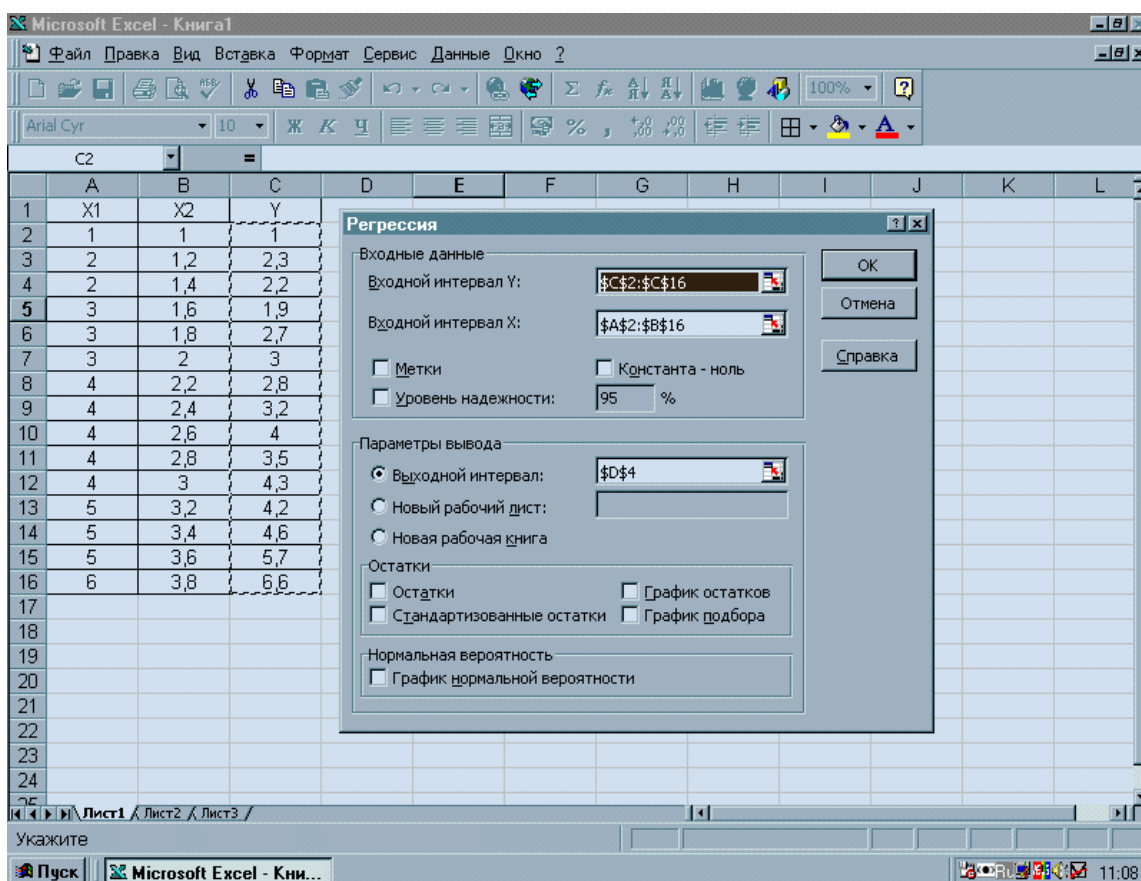 Microsoft Excel - Книга1
Файл Правка Вид Вставка Формат Сервис Данные Окно ?
100%
Arial Cyr 10 Ж К Ч
C2 =
A B C D E F G H I J K L
1 X1 X2 Y
2 1 1 1
3 2 1,2 2,3
4 2 1,4 2,2
5 3 1,6 1,9
6 3 1,8 2,7
7 3 2 3
8 4 2,2 2,8
9 4 2,4 3,2
10 4 2,6 4
11 4 2,8 3,5
12 4 3 4,3
13 5 3,2 4,2
14 5 3,4 4,6
15 5 3,6 5,7
16 6 3,8 6,6
17
18
19
20
21
22
23
24
25
Регрессия
Входные данные
Входной интервал Y: $C$2:$C$16
Входной интервал X: $A$2:$B$16
Метки Константа - ноль
Уровень надежности: 95 %
OK
Отмена
Справка
Параметры вывода
Выходной интервал: $D$4
Новый рабочий лист:
Новая рабочая книга
Остатки
Остатки График остатков
Стандартизованные остатки График подбора
Нормальная вероятность
График нормальной вероятности
Лист1 Лист2 Лист3
Укажите
Пуск Microsoft Excel - Кни... 11:08